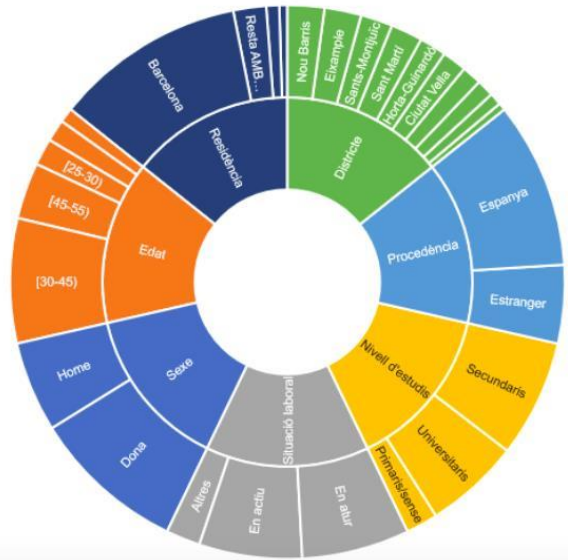 Districte
Nou Barris
Eixample
Sants-Montjuïc
Sant Martí
Horta-Guinardó
Ciutat Vella
Procedència
Espanya
Estranger
Nivell d'estudis
Secundaris
Universitaris
Primaris/sense
Situació laboral
En atur
En actiu
Altres
Sexe
Dona
Home
Edat
[30-45)
[45-55)
[25-30)
Residència
Barcelona
Resta AMB...